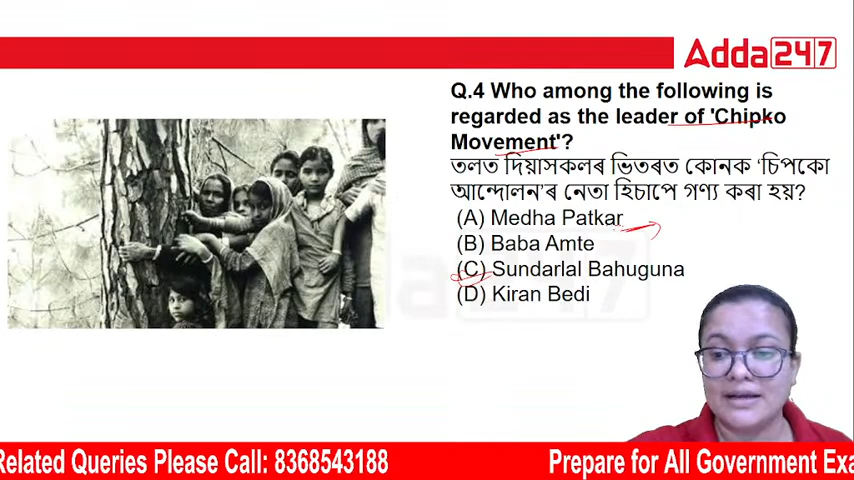 Adda247
Q.4 Who among the following is
regarded as the leader of 'Chipko
Movement'?
তলত দিয়াসকলৰ ভিতৰত কোনক ‘চিপকো
আন্দোলন’ৰ নেতা হিচাপে গণ্য কৰা হয়?
(A) Medha Patkar
(B) Baba Amte
(C) Sundarlal Bahuguna
(D) Kiran Bedi
Related Queries Please Call: 8368543188 Prepare for All Government Exa